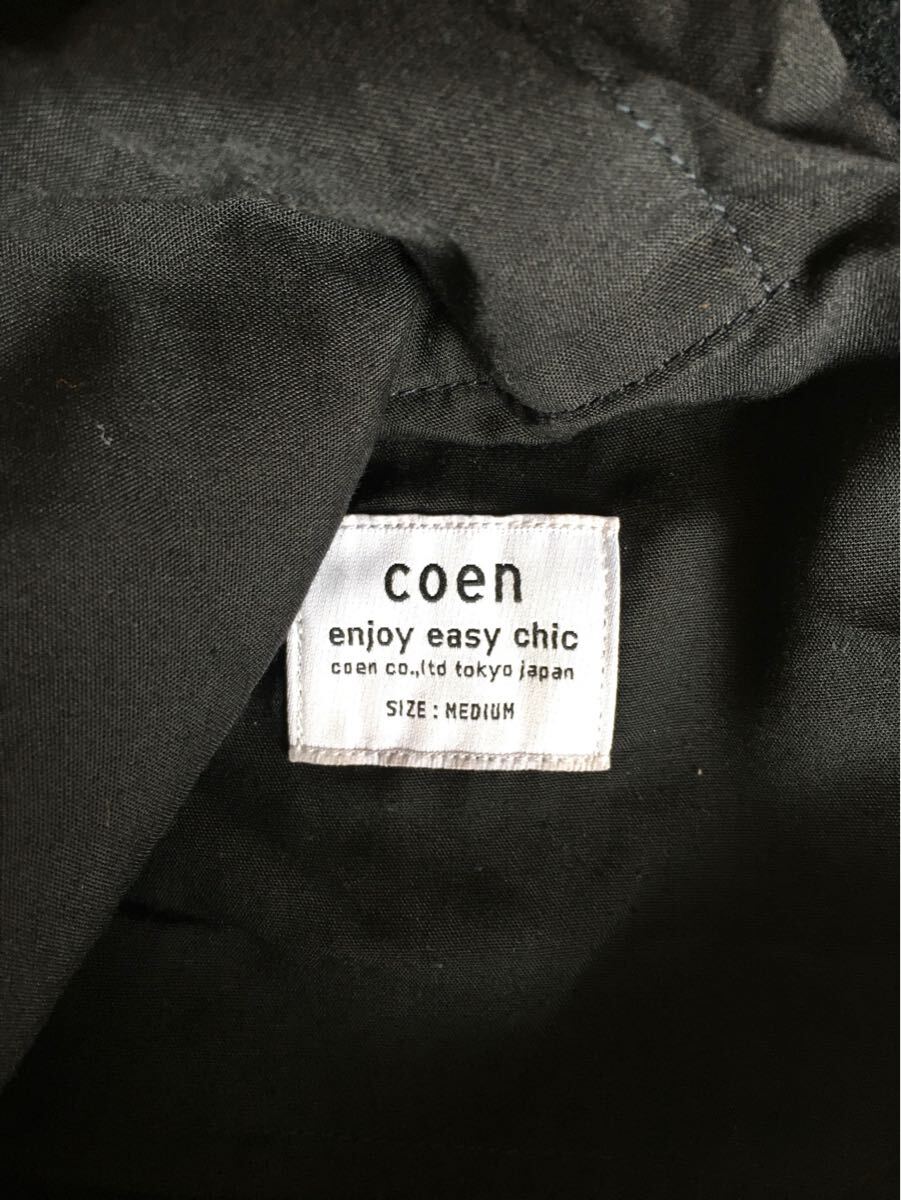 coen
enjoy easy chic
coen co.,ltd tokyo japan
SIZE : MEDIUM